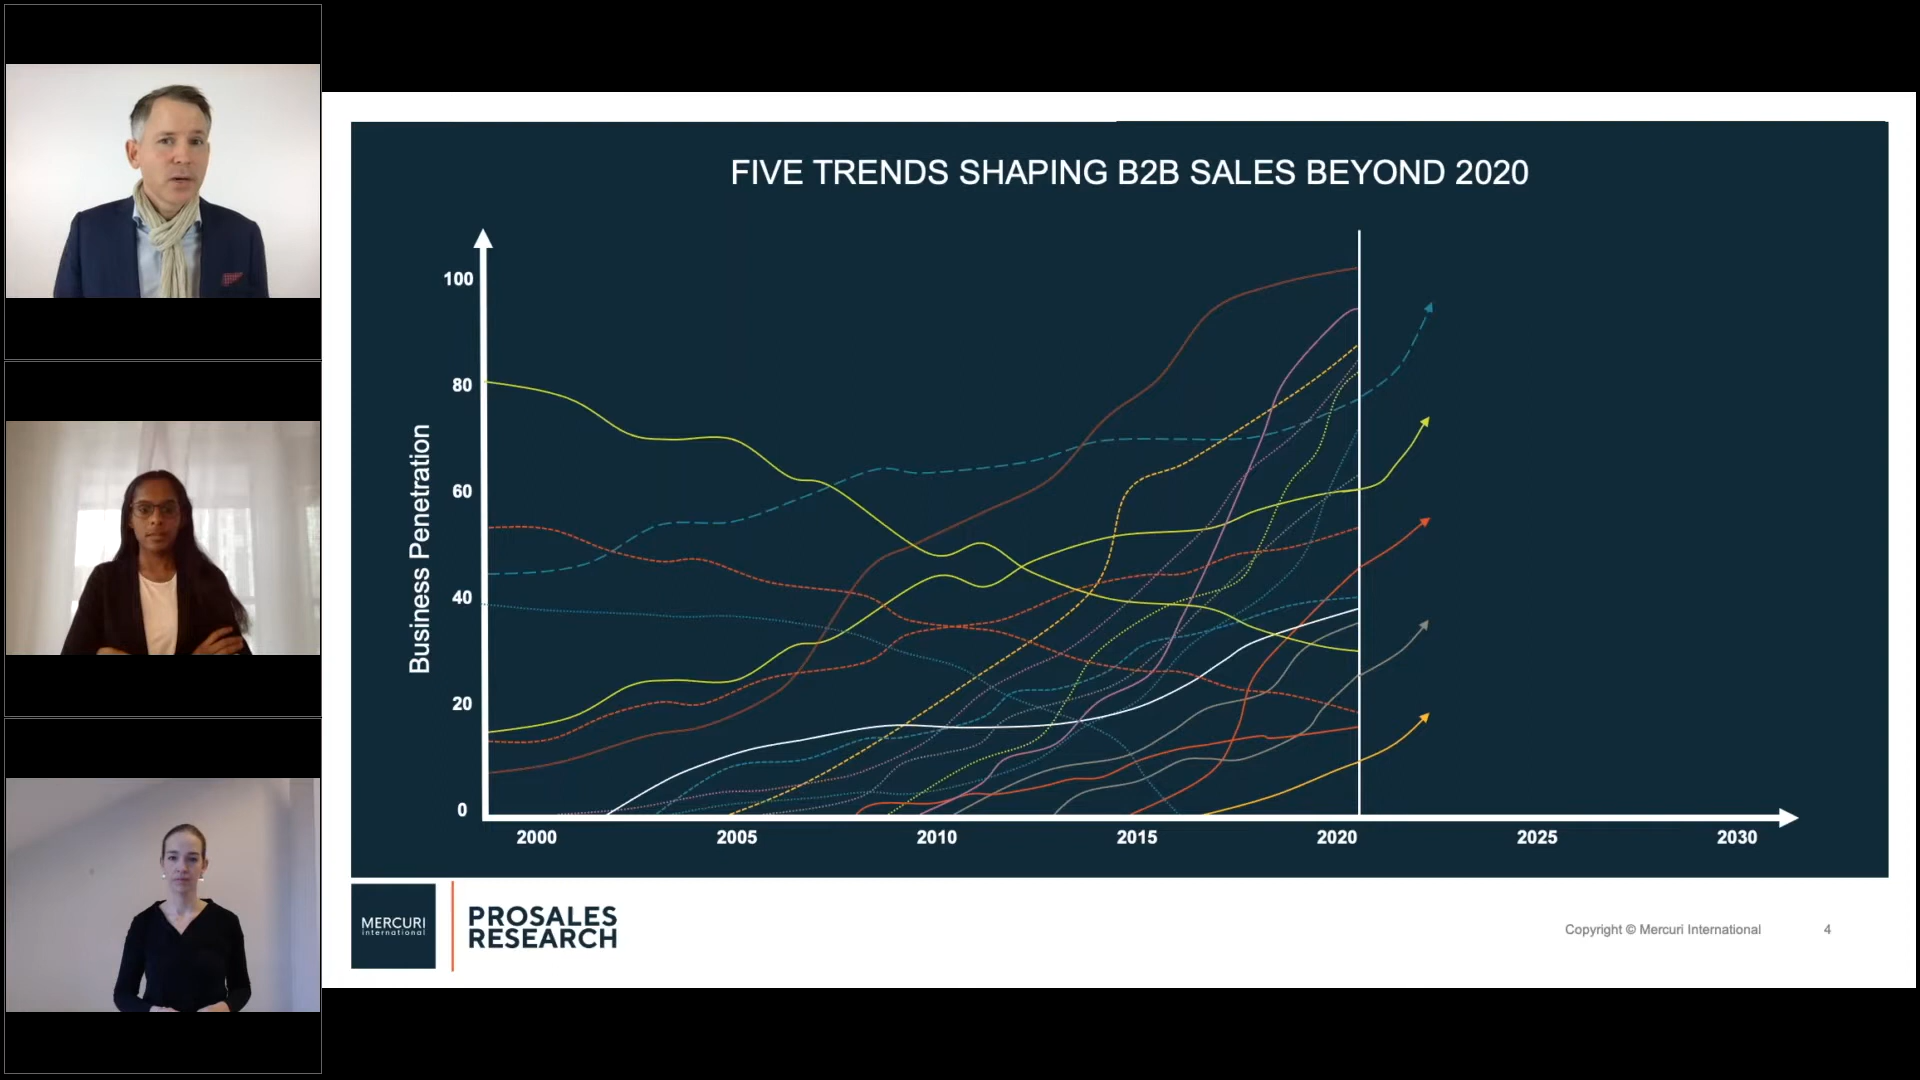 FIVE TRENDS SHAPING B2B SALES BEYOND 2020
Business Penetration
100
80
60
40
20
0
2000 2005 2010 2015 2020 2025 2030
MERCURI
international
PROSALES
RESEARCH
Copyright © Mercuri International 4